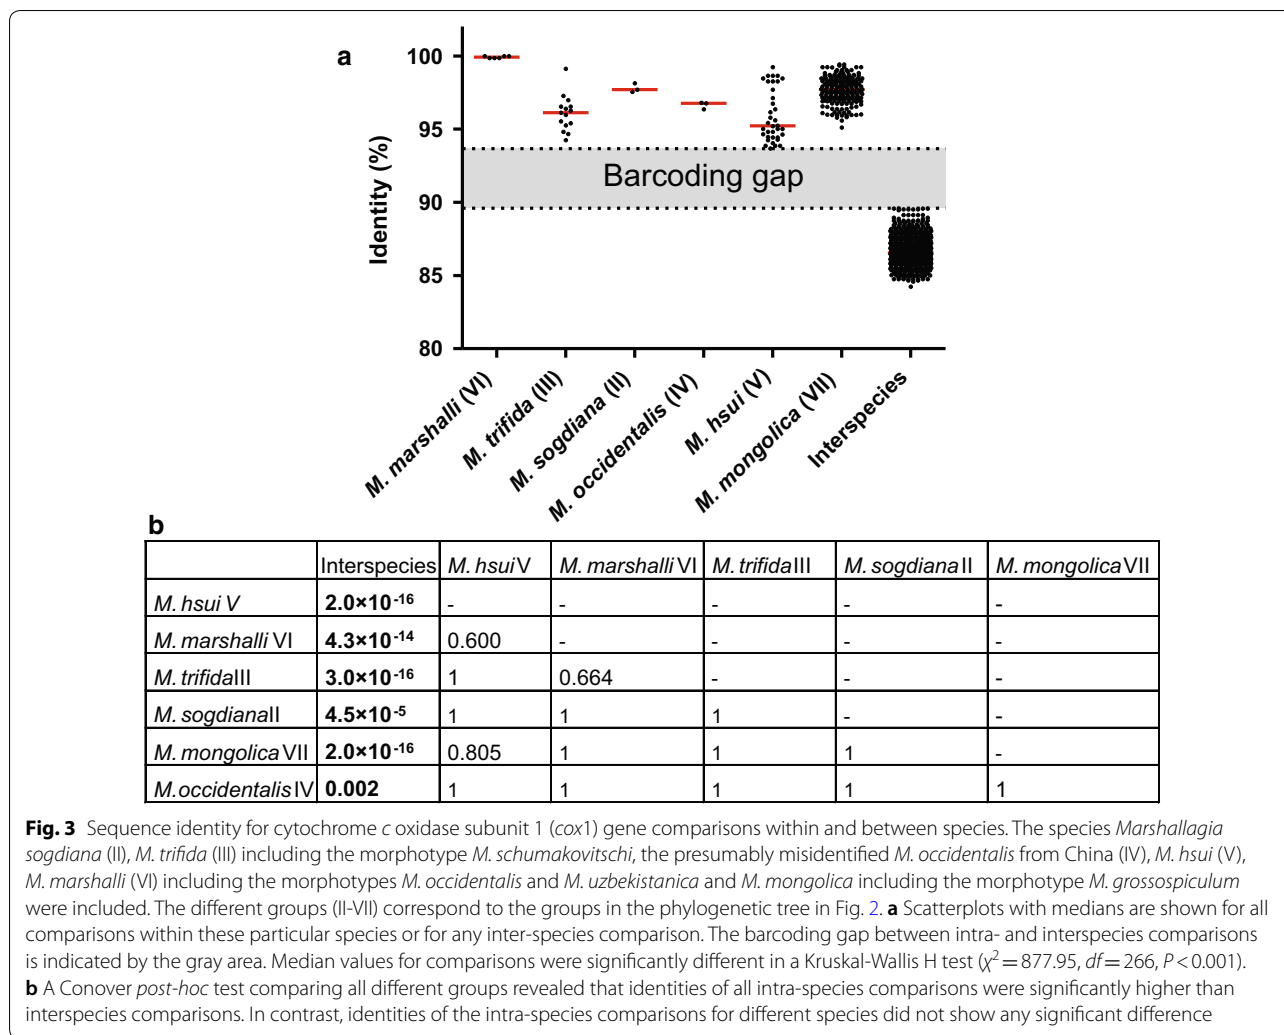 a
100
95
90
85
80
Identity (%)
Barcoding gap
M. marshalli (VI)
M. trifida (III)
M. sogdiana (II)
M. occidentalis (IV)
M. hsui (V)
M. mongolica (VII)
Interspecies
b
Interspecies M. hsui V M. marshalli VI M. trifida III M. sogdiana II M. mongolica VII
M. hsui V 2.0×10-16 - - - - -
M. marshalli VI 4.3×10-14 0.600 - - - -
M. trifida III 3.0×10-16 1 0.664 - - -
M. sogdiana II 4.5×10-5 1 1 1 - -
M. mongolica VII 2.0×10-16 0.805 1 1 1 -
M. occidentalis IV 0.002 1 1 1 1 1
Fig. 3 Sequence identity for cytochrome c oxidase subunit 1 (cox1) gene comparisons within and between species. The species Marshallagia
sogdiana (II), M. trifida (III) including the morphotype M. schumakovitschi, the presumably misidentified M. occidentalis from China (IV), M. hsui (V),
M. marshalli (VI) including the morphotypes M. occidentalis and M. uzbekistanica and M. mongolica including the morphotype M. grossospiculum
were included. The different groups (II-VII) correspond to the groups in the phylogenetic tree in Fig. 2. a Scatterplots with medians are shown for all
comparisons within these particular species or for any inter-species comparison. The barcoding gap between intra- and interspecies comparisons
is indicated by the gray area. Median values for comparisons were significantly different in a Kruskal-Wallis H test (χ2 = 877.95, df = 266, P < 0.001).
b A Conover post-hoc test comparing all different groups revealed that identities of all intra-species comparisons were significantly higher than
interspecies comparisons. In contrast, identities of the intra-species comparisons for different species did not show any significant difference